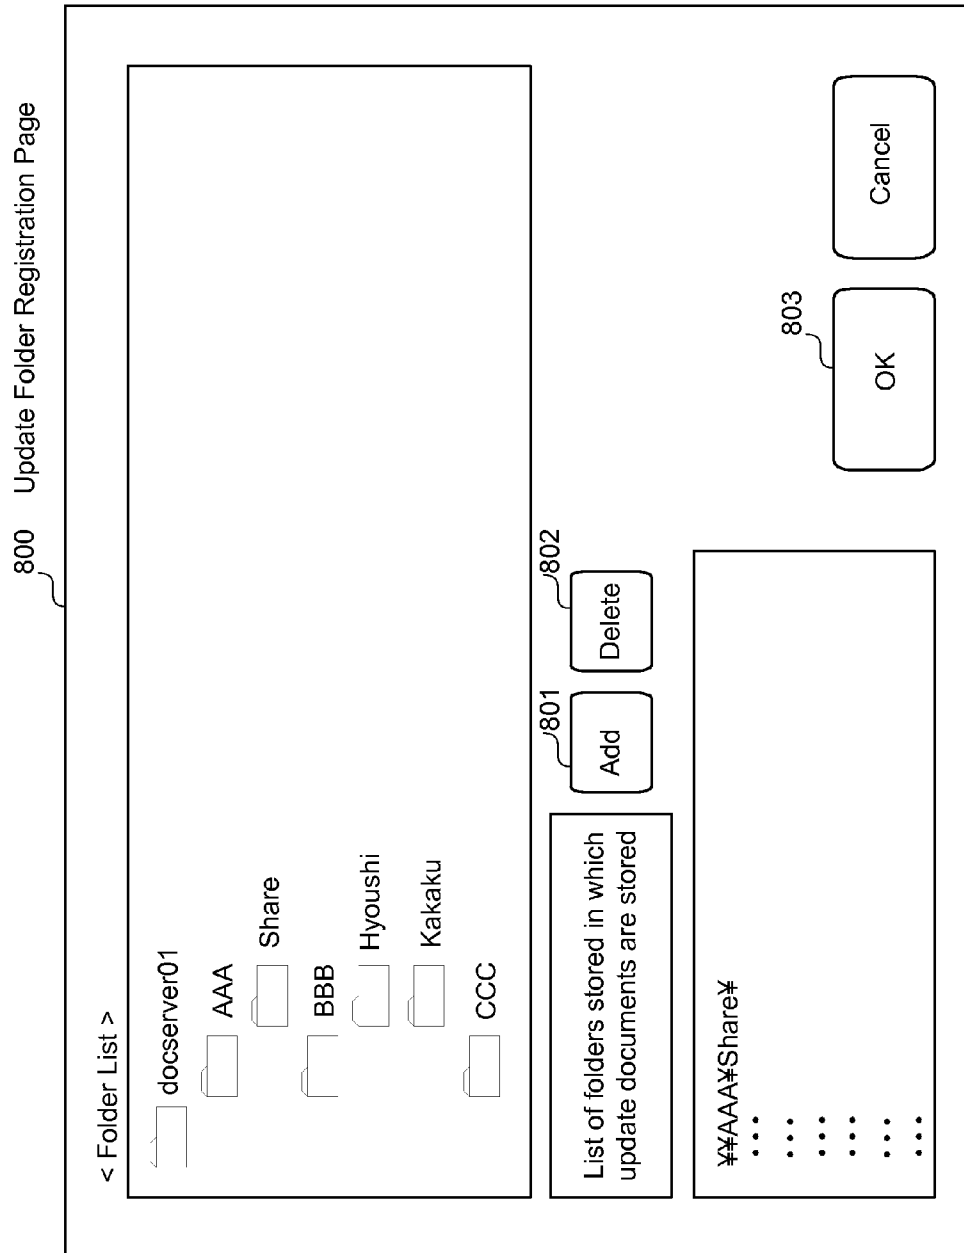 800 Update Folder Registration Page
< Folder List >
docserver01
AAA
Share
BBB
Hyoushi
Kakaku
CCC
List of folders stored in which
update documents are stored
801
Add
802
Delete
¥¥AAA¥Share¥
•••
•••
•••
•••
•••
•••
803
OK
Cancel